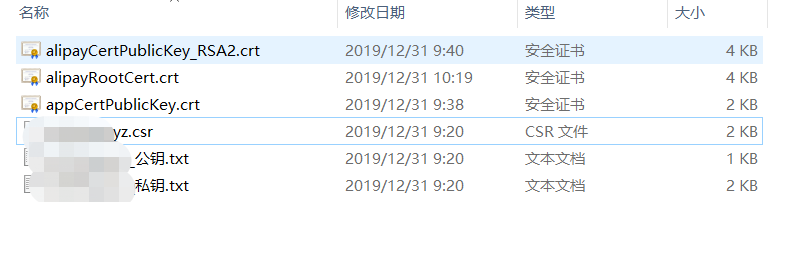 名称 修改日期 类型 大小
alipayCertPublicKey_RSA2.crt 2019/12/31 9:40 安全证书 4 KB
alipayRootCert.crt 2019/12/31 10:19 安全证书 4 KB
appCertPublicKey.crt 2019/12/31 9:38 安全证书 2 KB
yz.csr 2019/12/31 9:20 CSR 文件 2 KB
_公钥.txt 2019/12/31 9:20 文本文档 1 KB
_私钥.txt 2019/12/31 9:20 文本文档 2 KB